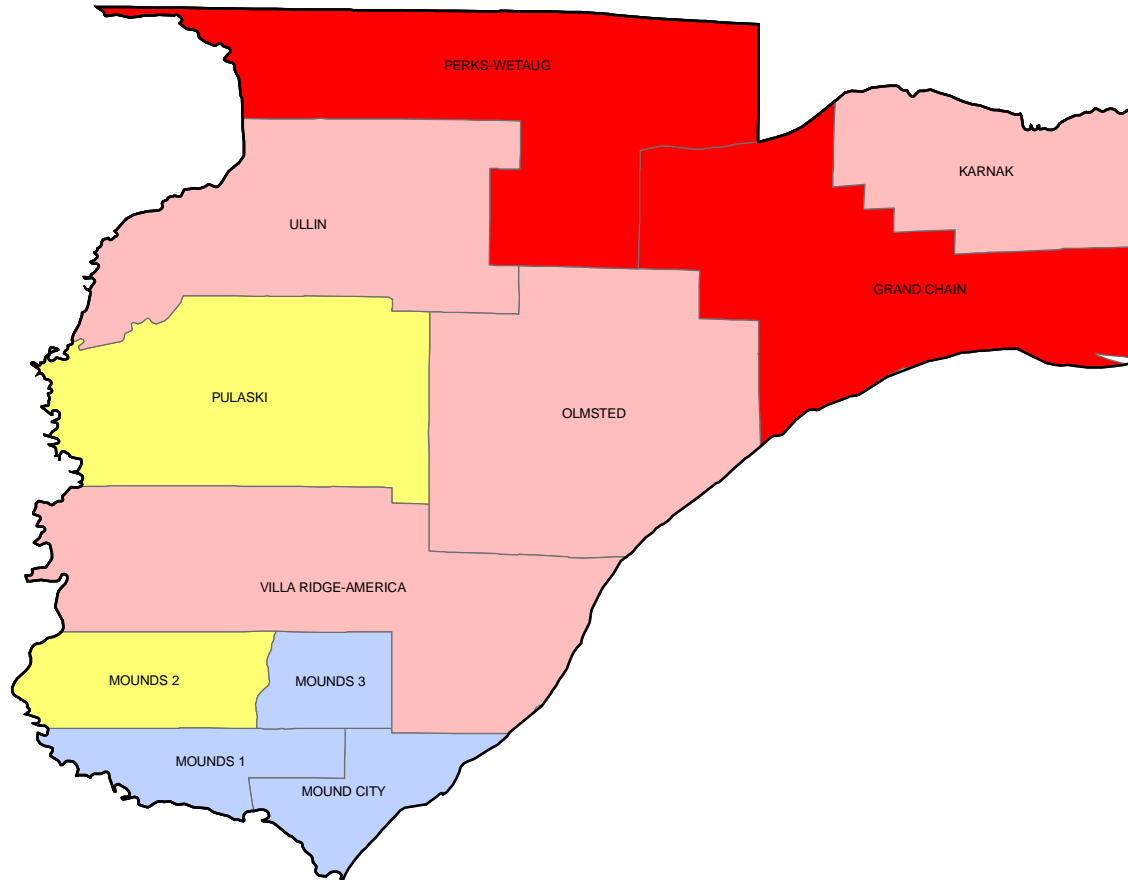 PERKS-WETAUG
KARNAK
ULLIN
GRAND CHAIN
PULASKI
OLMSTED
VILLA RIDGE-AMERICA
MOUNDS 2
MOUNDS 3
MOUNDS 1
MOUND CITY